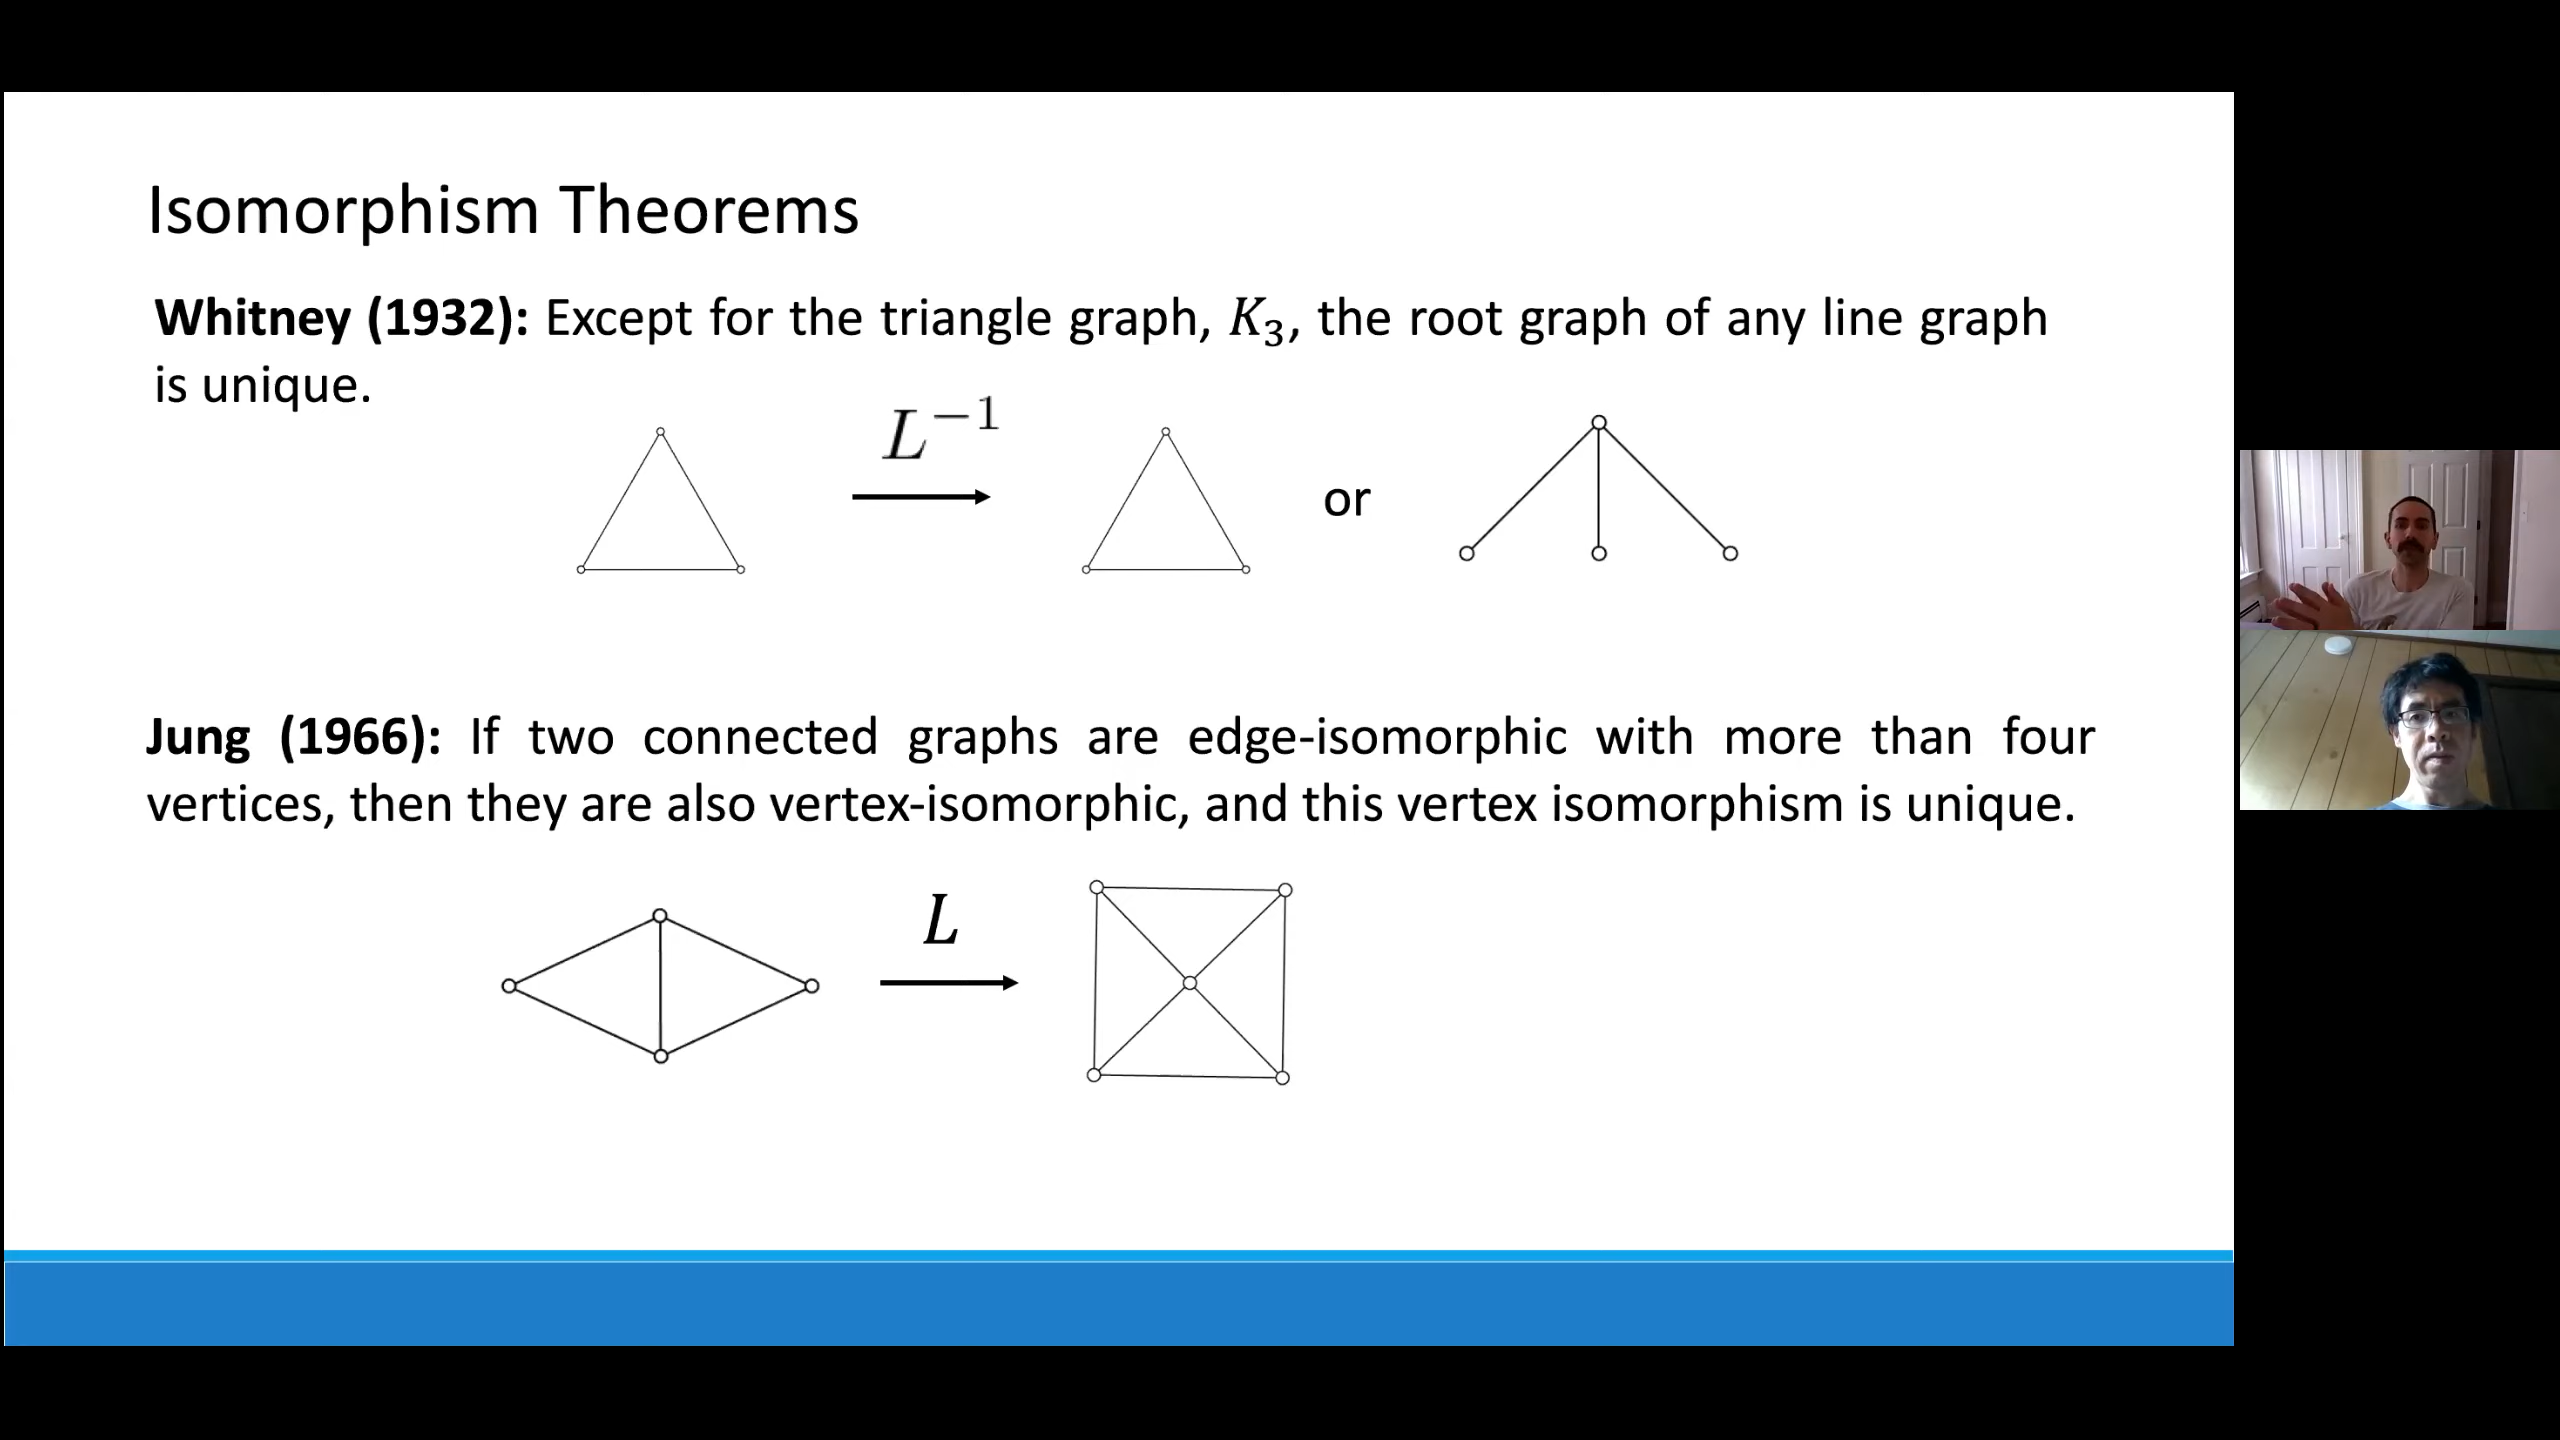 Isomorphism Theorems
Whitney (1932): Except for the triangle graph, K₃, the root graph of any line graph
is unique.
L⁻¹
or
Jung (1966): If two connected graphs are edge-isomorphic with more than four
vertices, then they are also vertex-isomorphic, and this vertex isomorphism is unique.
L